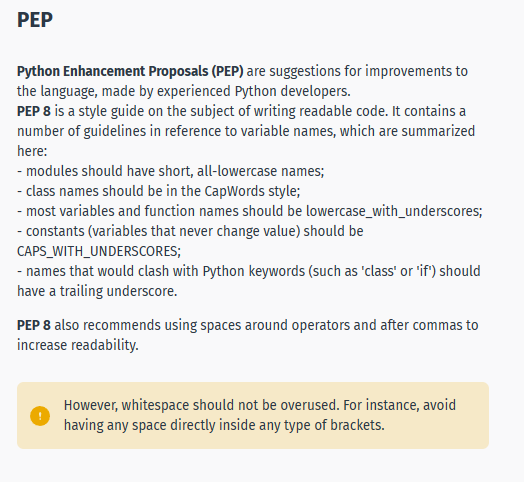 PEP
Python Enhancement Proposals (PEP) are suggestions for improvements to
the language, made by experienced Python developers.
PEP 8 is a style guide on the subject of writing readable code. It contains a
number of guidelines in reference to variable names, which are summarized
here:
- modules should have short, all-lowercase names;
- class names should be in the CapWords style;
- most variables and function names should be lowercase_with_underscores;
- constants (variables that never change value) should be
CAPS_WITH_UNDERSCORES;
- names that would clash with Python keywords (such as 'class' or 'if') should
have a trailing underscore.
PEP 8 also recommends using spaces around operators and after commas to
increase readability.
However, whitespace should not be overused. For instance, avoid
having any space directly inside any type of brackets.